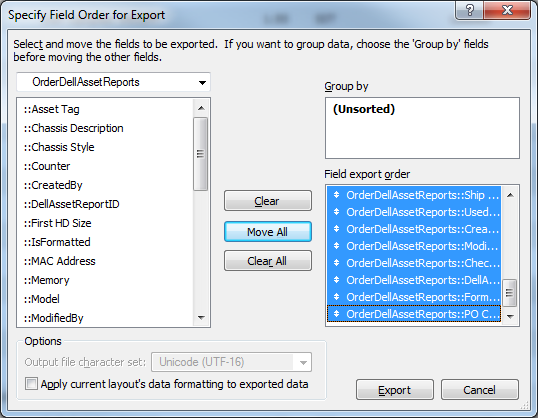 Specify Field Order for Export
Select and move the fields to be exported. If you want to group data, choose the 'Group by' fields
before moving the other fields.
OrderDellAssetReports
::Asset Tag
::Chassis Description
::Chassis Style
::Counter
::CreatedBy
::DellAssetReportID
::First HD Size
::IsFormatted
::MAC Address
::Memory
::Model
::ModifiedBy
Clear
Move All
Clear All
Group by
(Unsorted)
Field export order
OrderDellAssetReports::Ship ...
OrderDellAssetReports::Used...
OrderDellAssetReports::Crea...
OrderDellAssetReports::Modi...
OrderDellAssetReports::Chec...
OrderDellAssetReports::DellA...
OrderDellAssetReports::Form...
OrderDellAssetReports::PO C...
Options
Output file character set: Unicode (UTF-16)
Apply current layout's data formatting to exported data
Export
Cancel